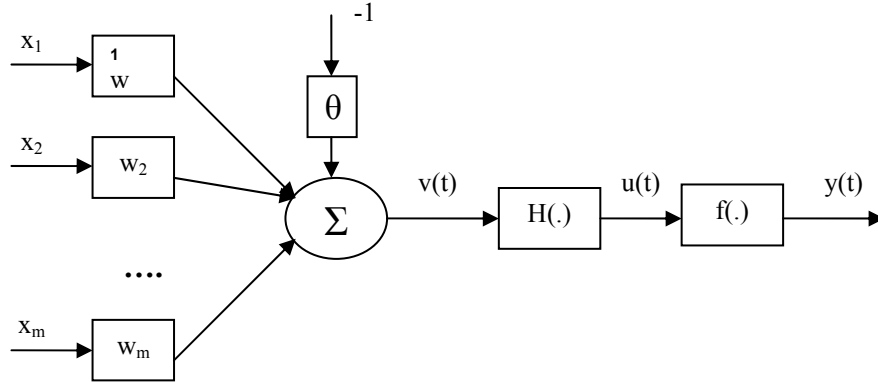 -1
x₁
1
w
θ
x₂
w₂
v(t)
u(t)
y(t)
Σ
H(.)
f(.)
....
xₘ
wₘ